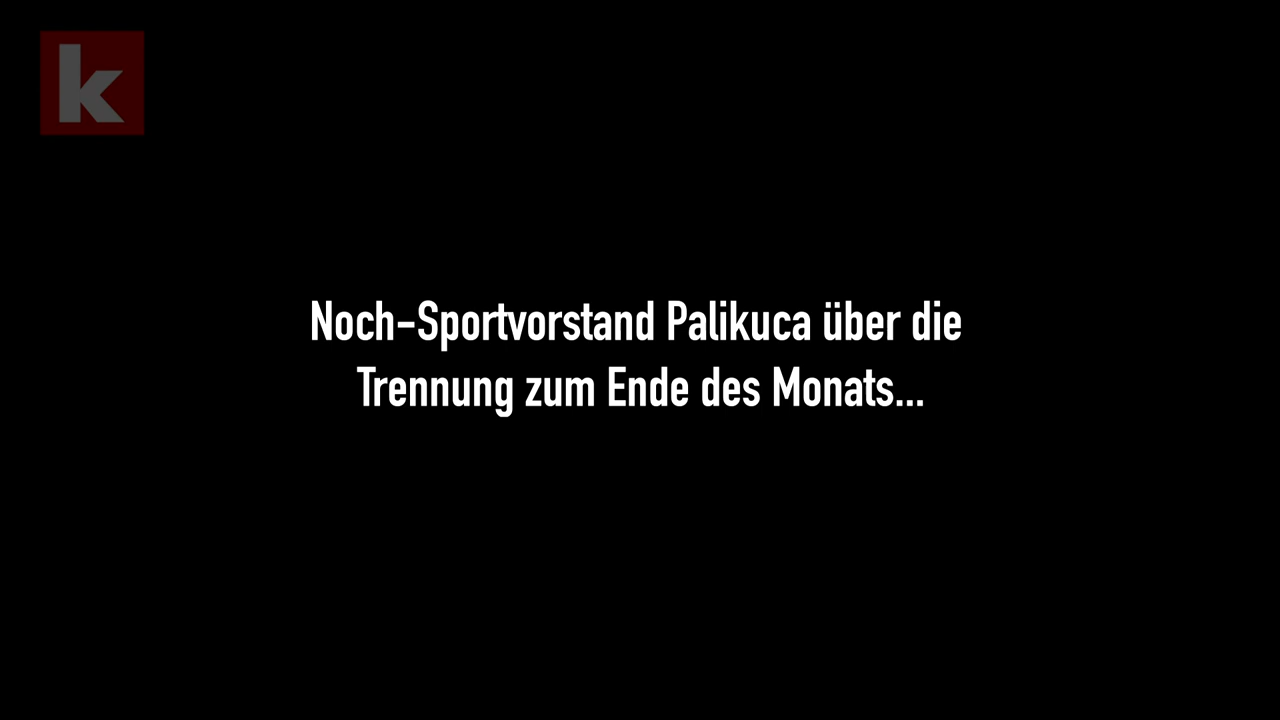 k
Noch-Sportvorstand Palikuca über die
Trennung zum Ende des Monats...